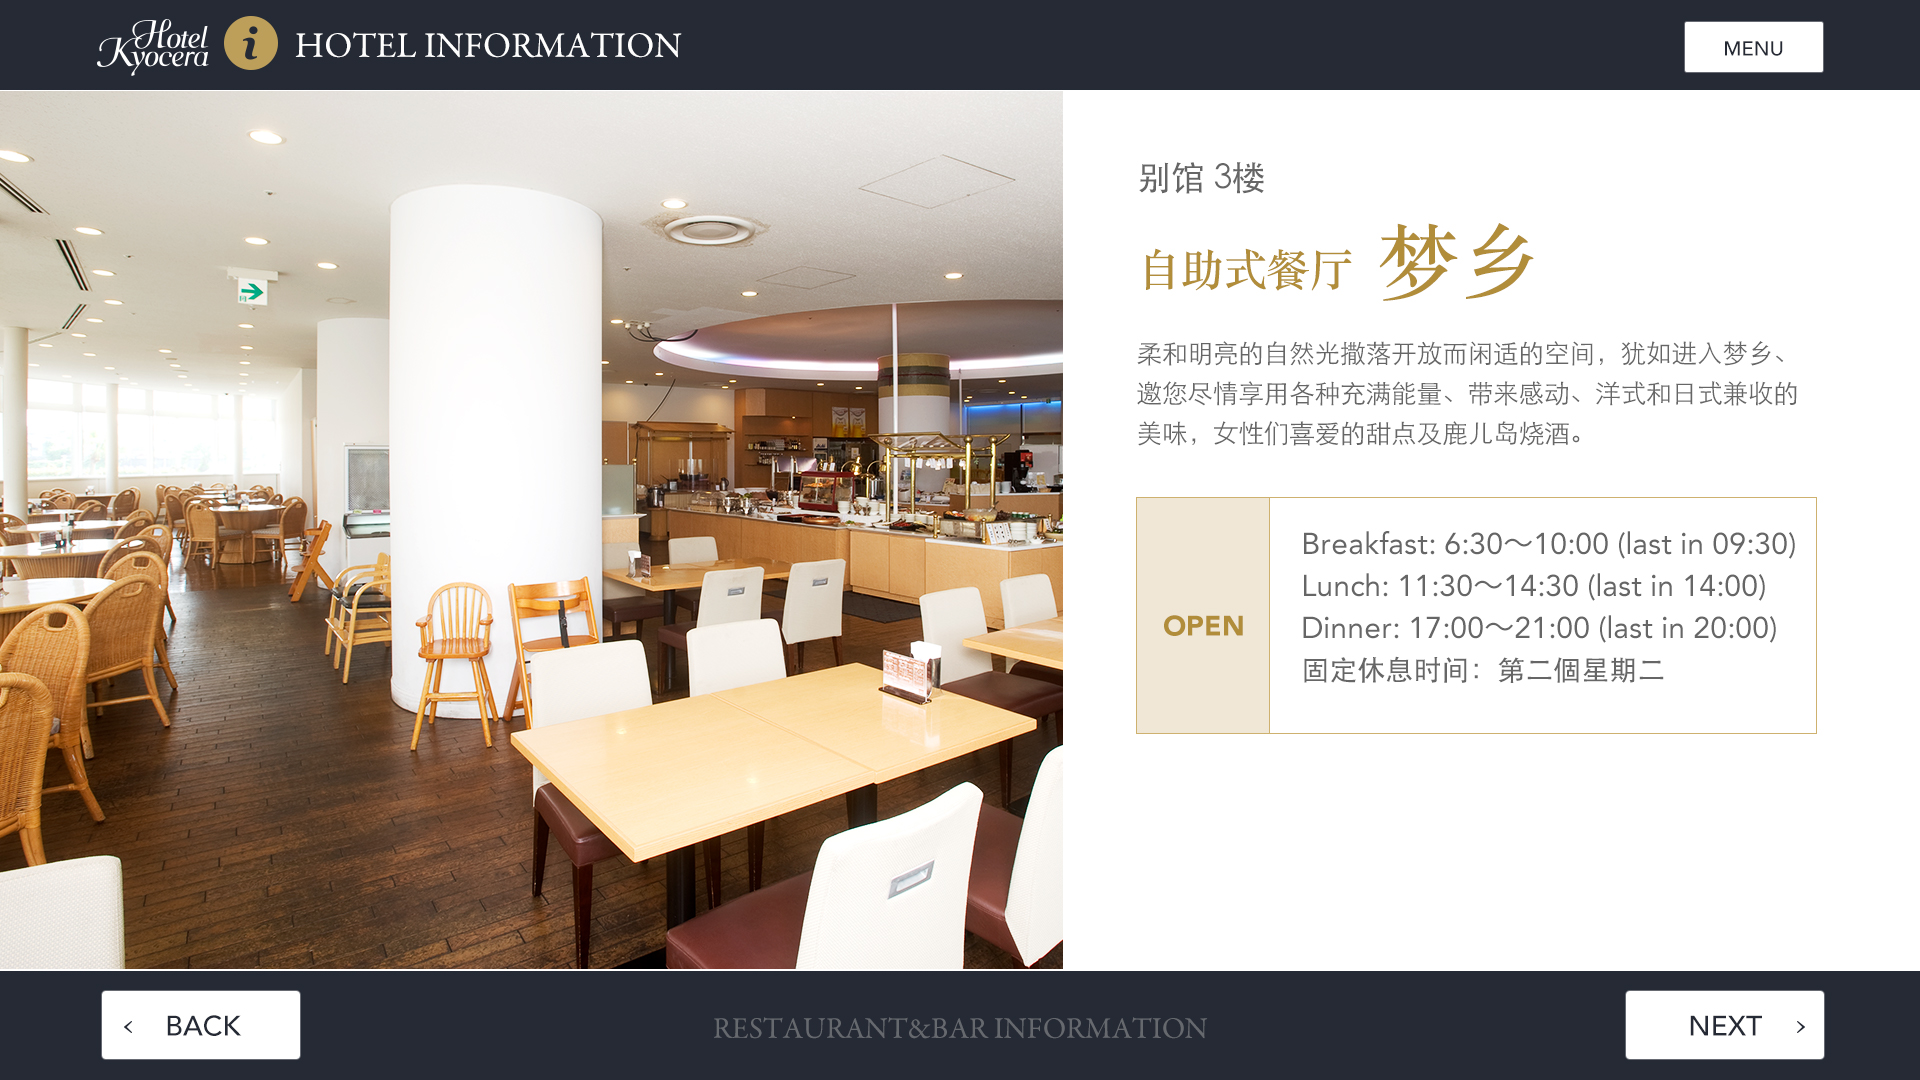 Hotel
Kyocera
i
HOTEL INFORMATION
MENU
别馆 3楼
自助式餐厅 梦乡
柔和明亮的自然光撒落开放而闲适的空间，犹如进入梦乡、
邀您尽情享用各种充满能量、带来感动、洋式和日式兼收的
美味，女性们喜爱的甜点及鹿儿岛烧酒。
OPEN
Breakfast: 6:30～10:00 (last in 09:30)
Lunch: 11:30～14:30 (last in 14:00)
Dinner: 17:00～21:00 (last in 20:00)
固定休息时间：第二個星期二
‹ BACK
RESTAURANT&BAR INFORMATION
NEXT ›